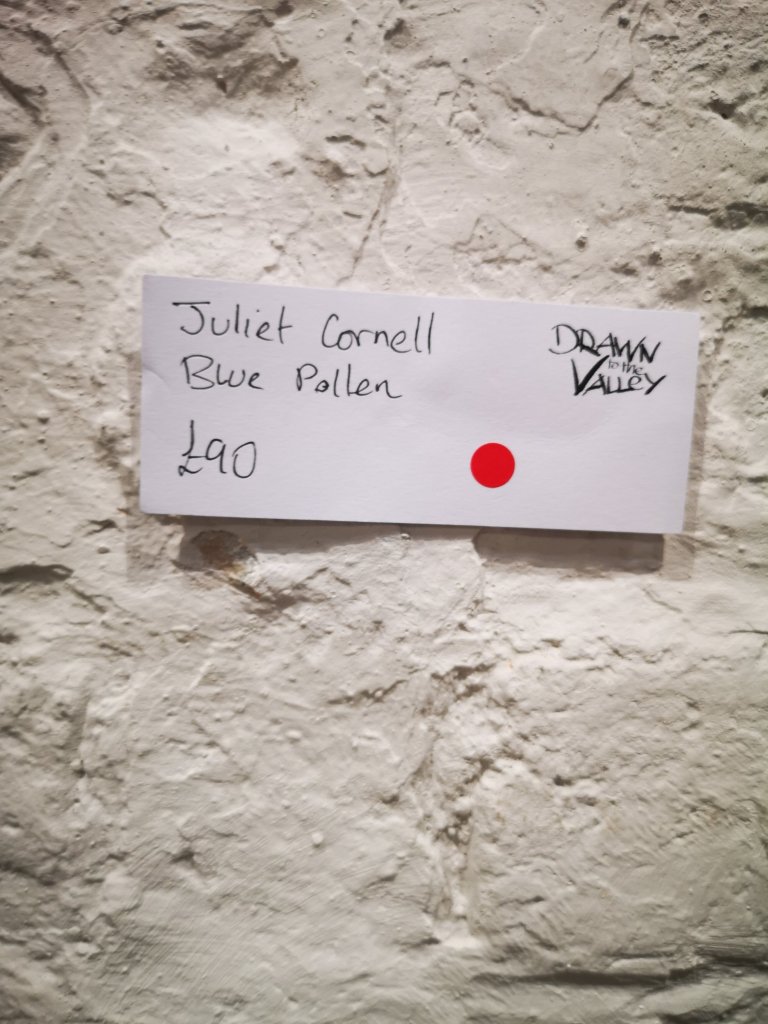 Juliet Cornell
Blue Pollen
£90
DRAWN
to the
VALLEY